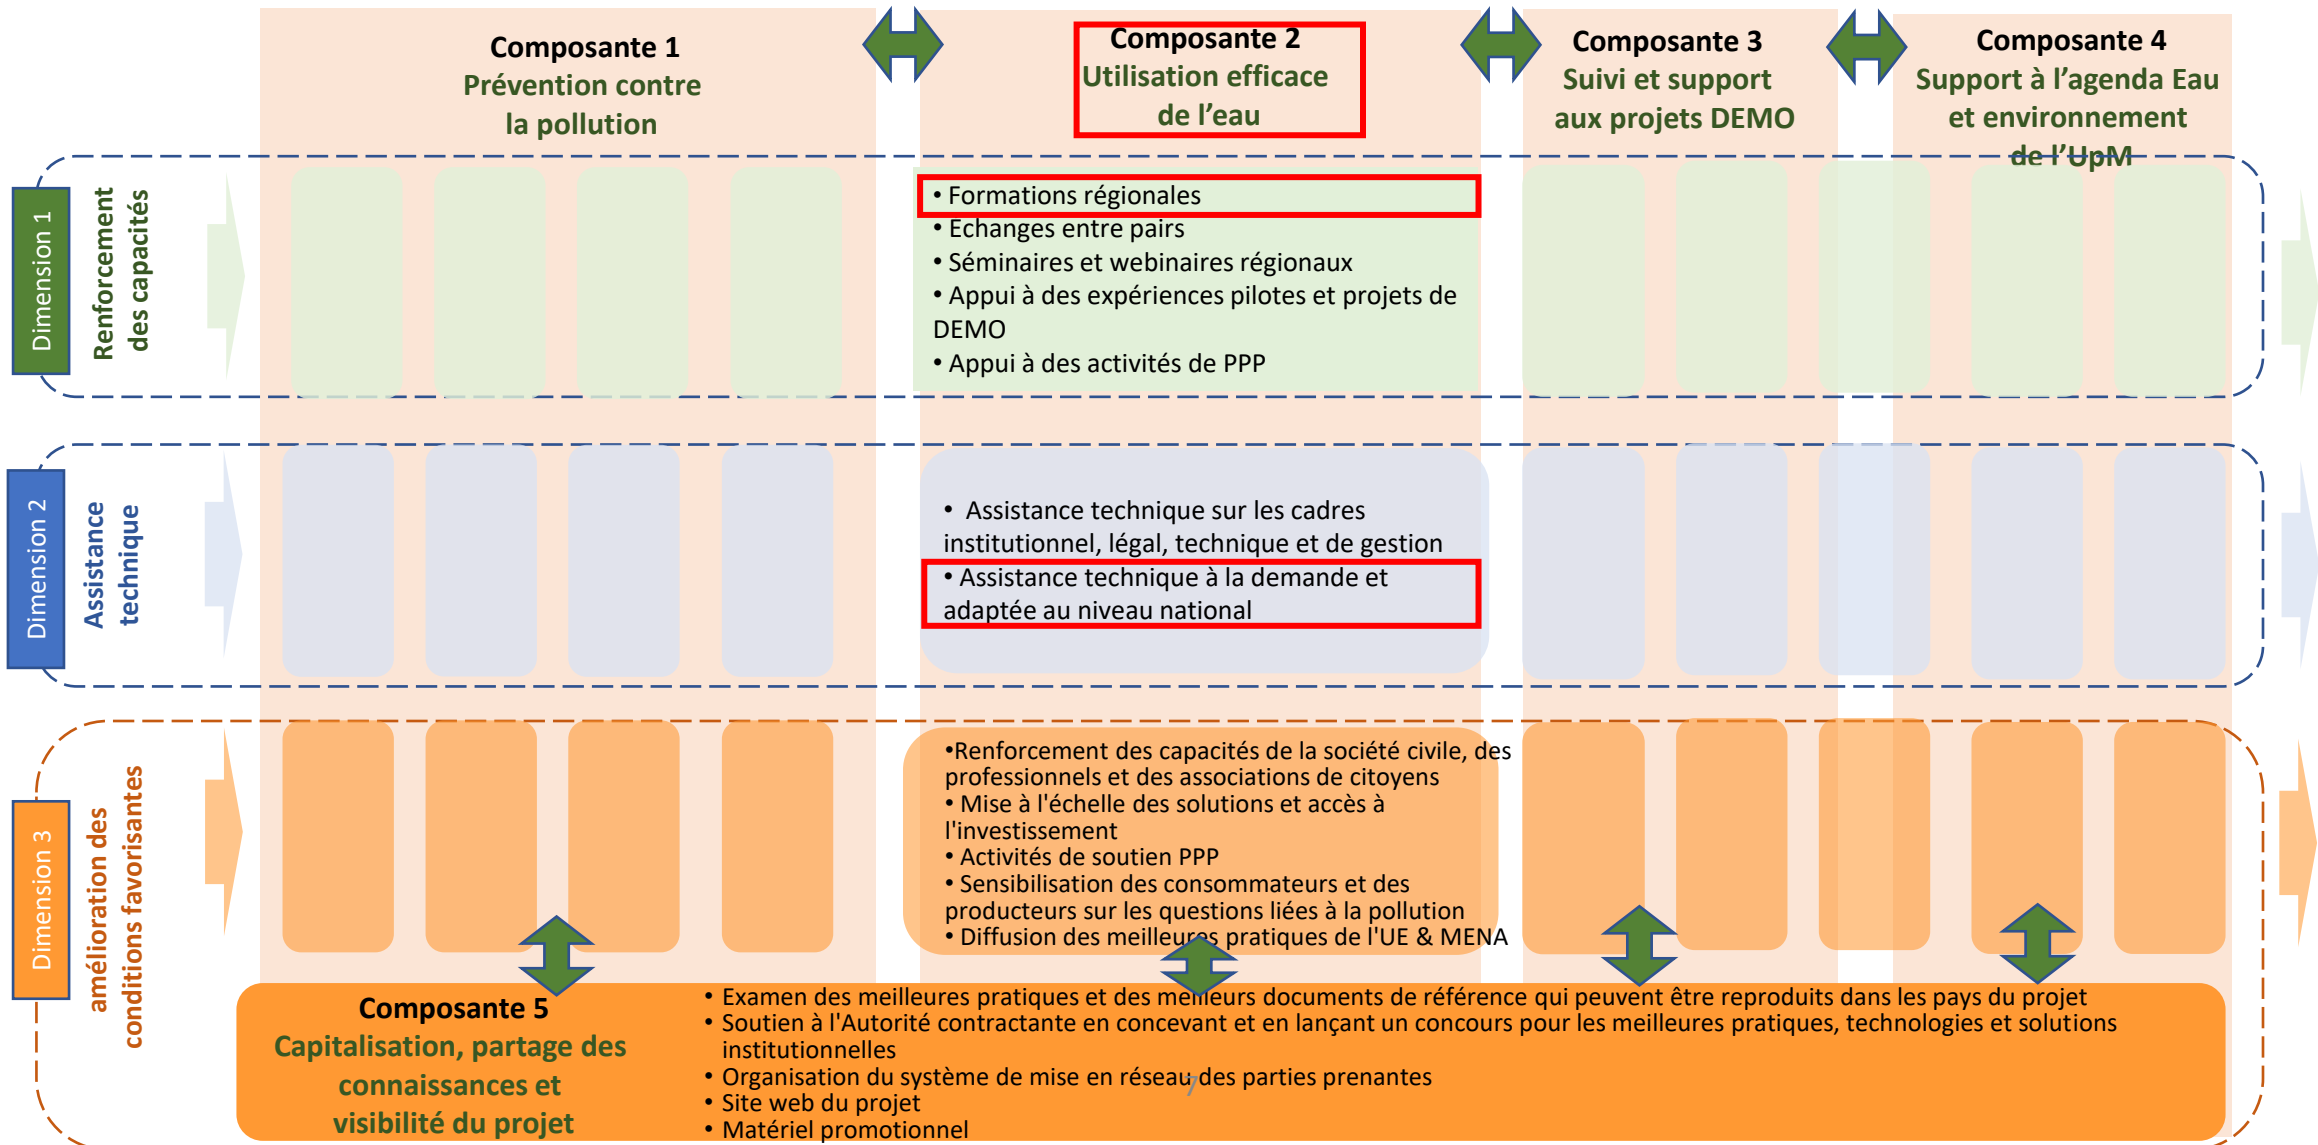 Composante 1
Prévention contre
la pollution
Composante 2
Utilisation efficace
de l'eau
Composante 3
Suivi et support
aux projets DEMO
Composante 4
Support à l'agenda Eau
et environnement
de l'UpM
Dimension 1
Renforcement
des capacités
• Formations régionales
• Echanges entre pairs
• Séminaires et webinaires régionaux
• Appui à des expériences pilotes et projets de
DEMO
• Appui à des activités de PPP
Dimension 2
Assistance
technique
• Assistance technique sur les cadres
institutionnel, légal, technique et de gestion
• Assistance technique à la demande et
adaptée au niveau national
Dimension 3
amélioration des
conditions favorisantes
•Renforcement des capacités de la société civile, des
professionnels et des associations de citoyens
• Mise à l'échelle des solutions et accès à
l'investissement
• Activités de soutien PPP
• Sensibilisation des consommateurs et des
producteurs sur les questions liées à la pollution
• Diffusion des meilleures pratiques de l'UE & MENA
Composante 5
Capitalisation, partage des
connaissances et
visibilité du projet
• Examen des meilleures pratiques et des meilleurs documents de référence qui peuvent être reproduits dans les pays du projet
• Soutien à l'Autorité contractante en concevant et en lançant un concours pour les meilleures pratiques, technologies et solutions
institutionnelles
• Organisation du système de mise en réseau des parties prenantes
• Site web du projet
• Matériel promotionnel
7